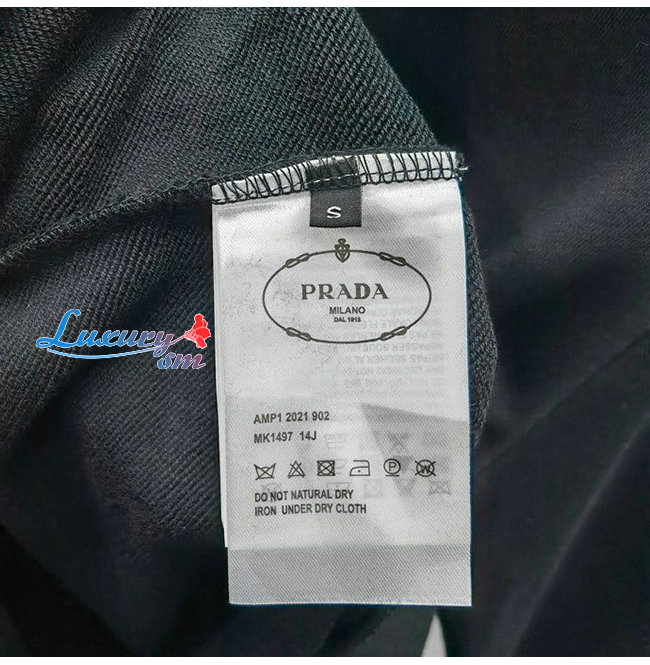 S
PRADA
MILANO
DAL 1913
Luxury
sm
AMP1 2021 902
MK1497 14J
DO NOT NATURAL DRY
IRON UNDER DRY CLOTH